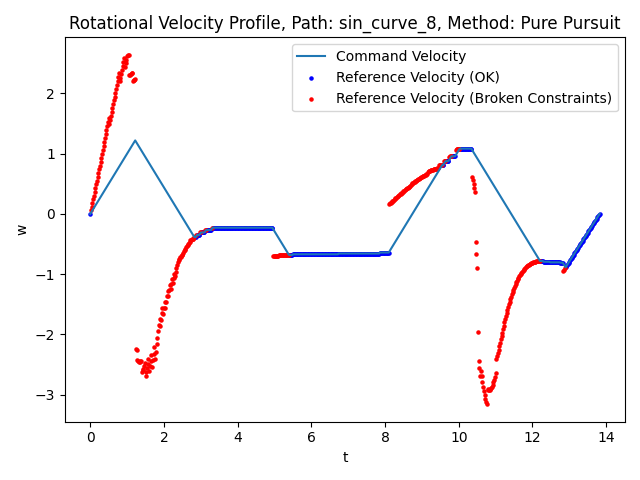 Rotational Velocity Profile, Path: sin_curve_8, Method: Pure Pursuit
Command Velocity
Reference Velocity (OK)
Reference Velocity (Broken Constraints)
2
1
0
−1
−2
−3
w
0 2 4 6 8 10 12 14
t